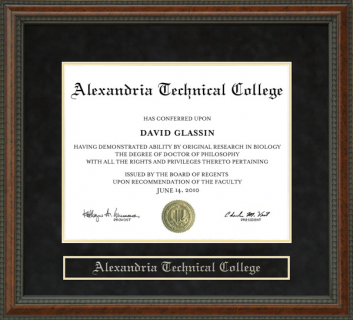 Alexandria Technical College
HAS CONFERRED UPON
DAVID GLASSIN
HAVING DEMONSTRATED ABILITY BY ORIGINAL RESEARCH IN BIOLOGY
THE DEGREE OF DOCTOR OF PHILOSOPHY
WITH ALL THE RIGHTS AND PRIVILEGES THERETO PERTAINING
ISSUED BY THE BOARD OF REGENTS
UPON RECOMMENDATION OF THE FACULTY
JUNE 14, 2010
PROVOST
PRESIDENT
Alexandria Technical College